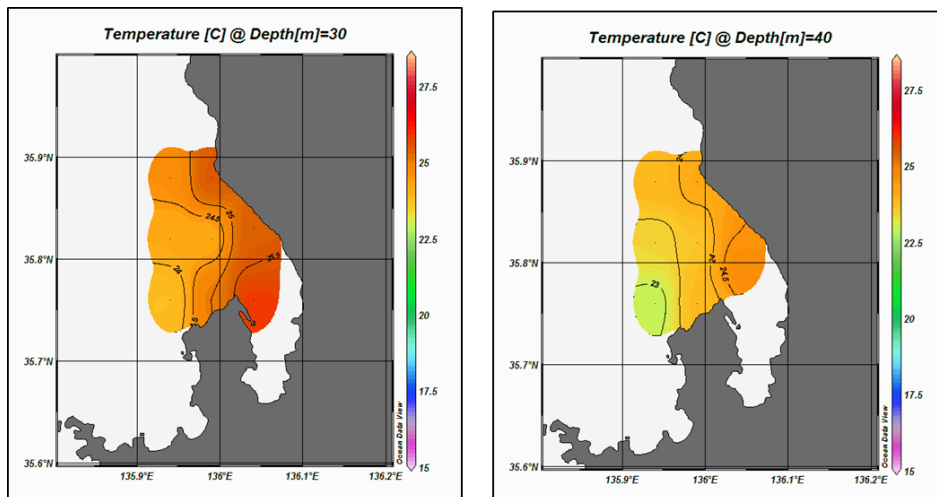 Temperature [C] @ Depth[m]=30
27.5
25
22.5
20
17.5
15
35.9°N
35.8°N
35.7°N
35.6°N
135.9°E
136°E
136.1°E
136.2°E
24.5
25
24
25.5
Ocean Data View
Temperature [C] @ Depth[m]=40
27.5
25
22.5
20
17.5
15
35.9°N
35.8°N
35.7°N
35.6°N
135.9°E
136°E
136.1°E
136.2°E
24
24
24.5
23
Ocean Data View